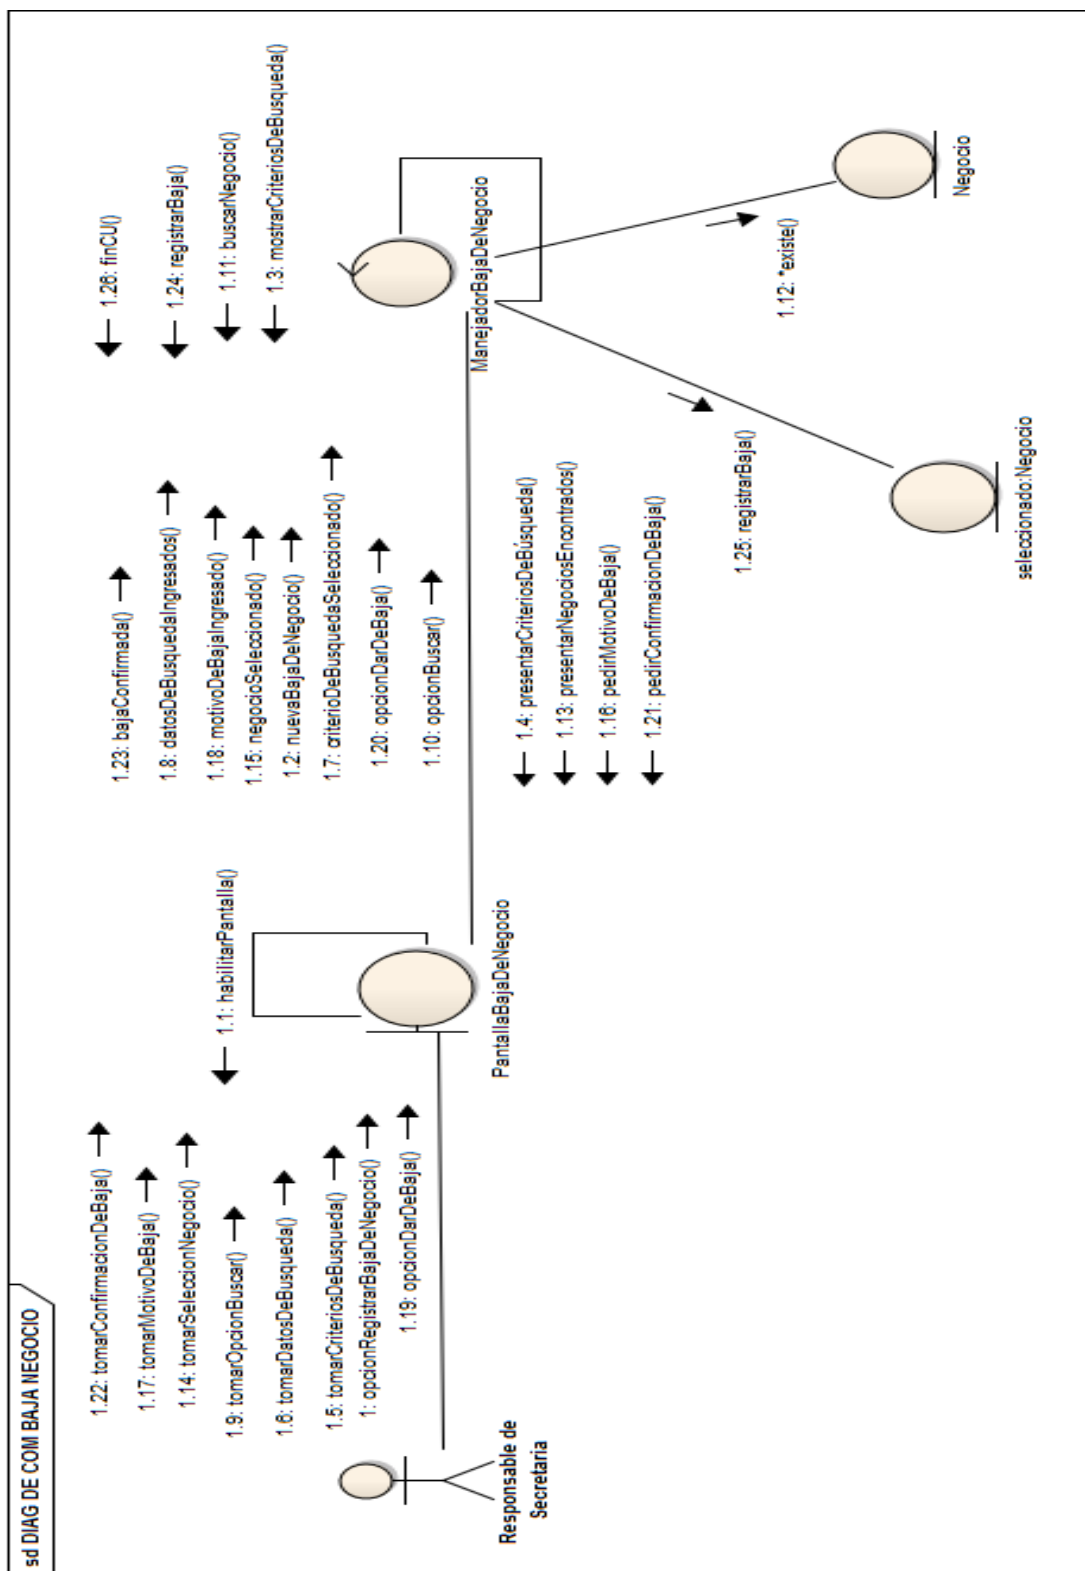 sd DIAG DE COM BAJA NEGOCIO
1.22: tomarConfirmacionDeBaja()
1.17: tomarMotivoDeBaja()
1.14: tomarSeleccionNegocio()
1.9: tomarOpcionBuscar()
1.6: tomarDatosDeBusqueda()
1.5: tomarCriteriosDeBusqueda()
1: opcionRegistrarBajaDeNegocio()
1.19: opcionDarDeBaja()
Responsable de
Secretaria
1.1: habilitarPantalla()
PantallaBajaDeNegocio
1.23: bajaConfirmada()
1.8: datosDeBusquedaIngresados()
1.18: motivoDeBajaIngresado()
1.15: negocioSeleccionado()
1.2: nuevaBajaDeNegocio()
1.7: criterioDeBusquedaSeleccionado()
1.20: opcionDarDeBaja()
1.10: opcionBuscar()
1.4: presentarCriteriosDeBúsqueda()
1.13: presentarNegociosEncontrados()
1.16: pedirMotivoDeBaja()
1.21: pedirConfirmacionDeBaja()
1.26: finCU()
1.24: registrarBaja()
1.11: buscarNegocio()
1.3: mostrarCriteriosDeBusqueda()
ManejadorBajaDeNegocio
1.25: registrarBaja()
1.12: *existe()
seleccionado:Negocio
Negocio